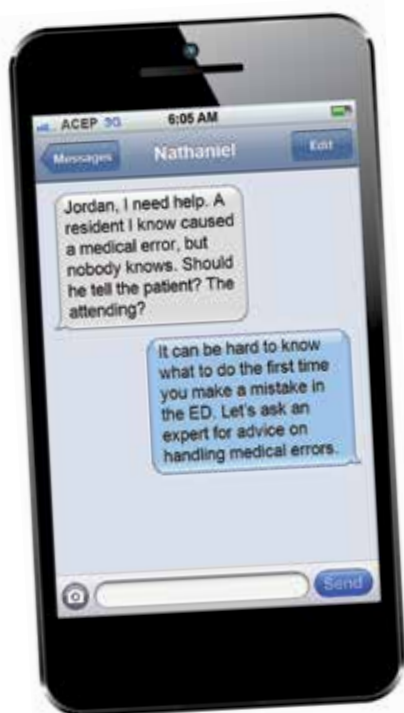 ACEP 3G 6:05 AM
Messages Nathaniel Edit
Jordan, I need help. A
resident I know caused
a medical error, but
nobody knows. Should
he tell the patient? The
attending?
It can be hard to know
what to do the first time
you make a mistake in
the ED. Let's ask an
expert for advice on
handling medical errors.
Send